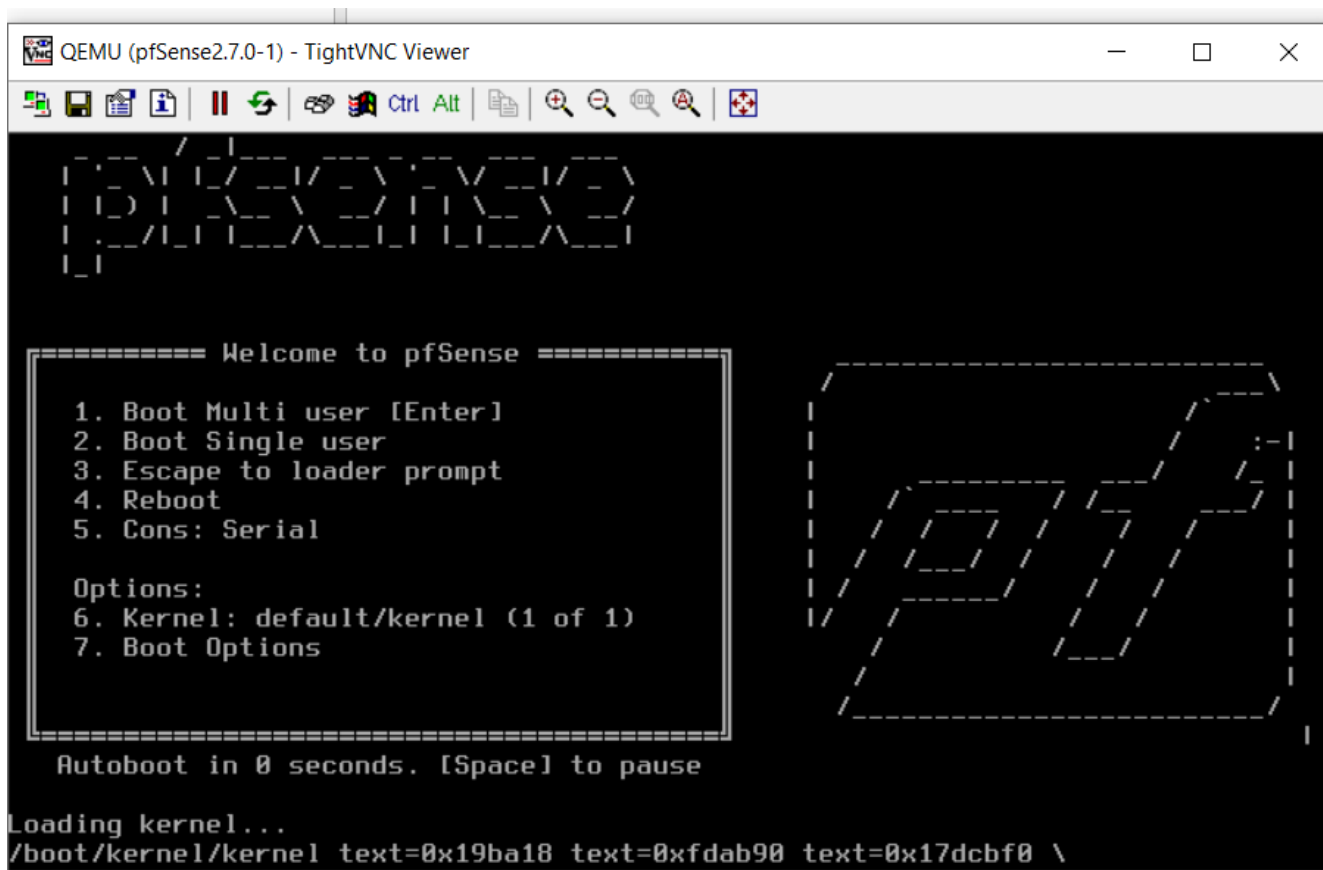 QEMU (pfSense2.7.0-1) - TightVNC Viewer
Ctrl Alt
pfSense
Welcome to pfSense
1. Boot Multi user [Enter]
2. Boot Single user
3. Escape to loader prompt
4. Reboot
5. Cons: Serial
Options:
6. Kernel: default/kernel (1 of 1)
7. Boot Options
pf
Autoboot in 0 seconds. [Space] to pause
Loading kernel...
/boot/kernel/kernel text=0x19ba18 text=0xfdab90 text=0x17dcbf0 \